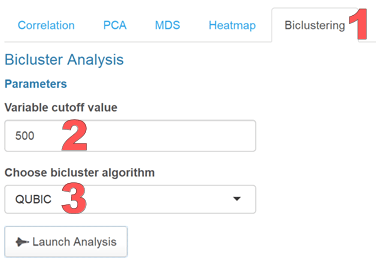 Correlation PCA MDS Heatmap Biclustering 1
Bicluster Analysis
Parameters
Variable cutoff value
500 2
Choose bicluster algorithm
QUBIC 3
Launch Analysis